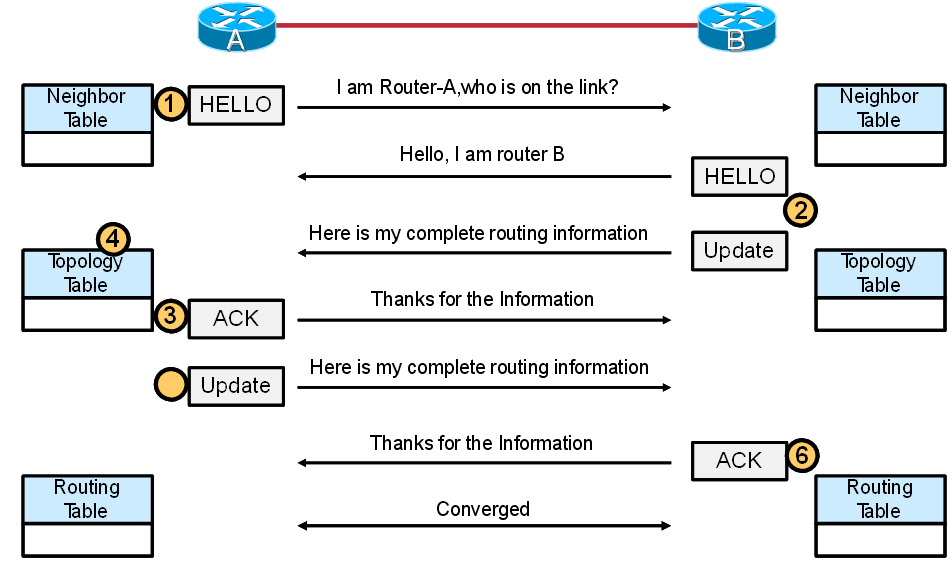 A
B
Neighbor
Table
1
HELLO
I am Router-A,who is on the link?
Neighbor
Table
Hello, I am router B
HELLO
2
4
Here is my complete routing information
Update
Topology
Table
Topology
Table
3
ACK
Thanks for the Information
Update
Here is my complete routing information
Thanks for the Information
ACK
6
Routing
Table
Converged
Routing
Table